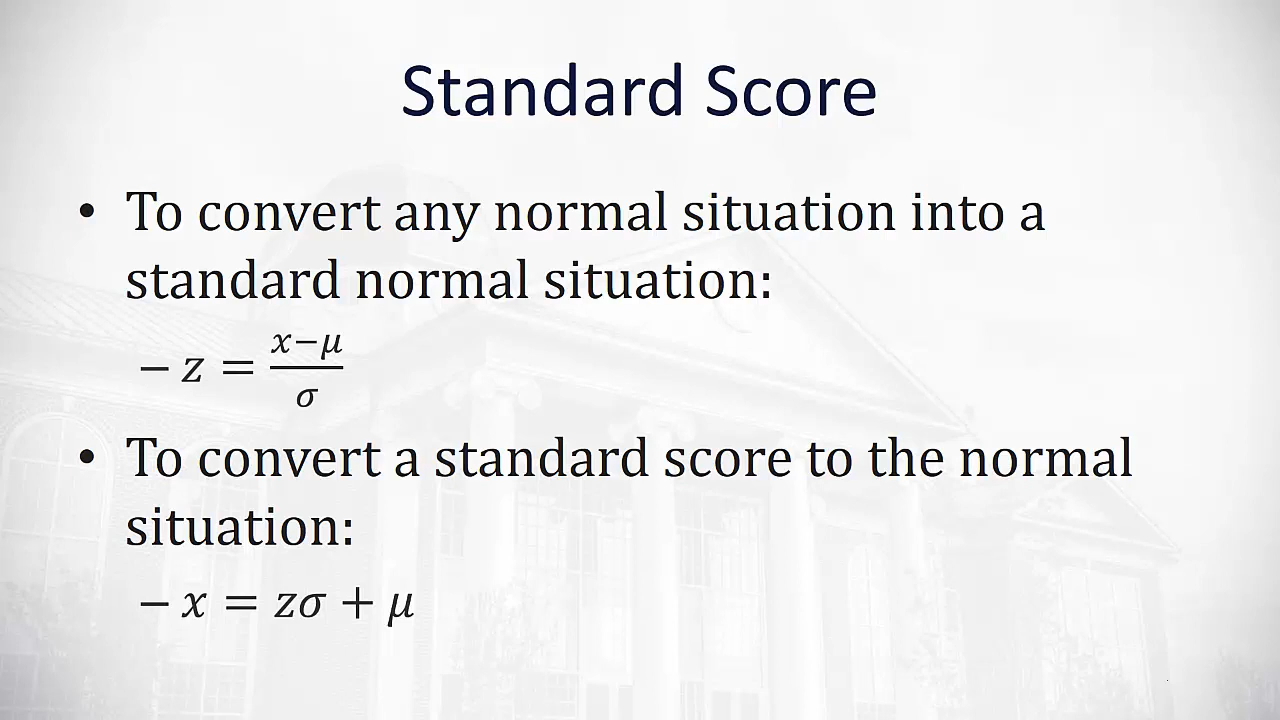 Standard Score
• To convert any normal situation into a
standard normal situation:
– z = \frac{x−μ}{σ}
• To convert a standard score to the normal
situation:
– x = zσ + μ